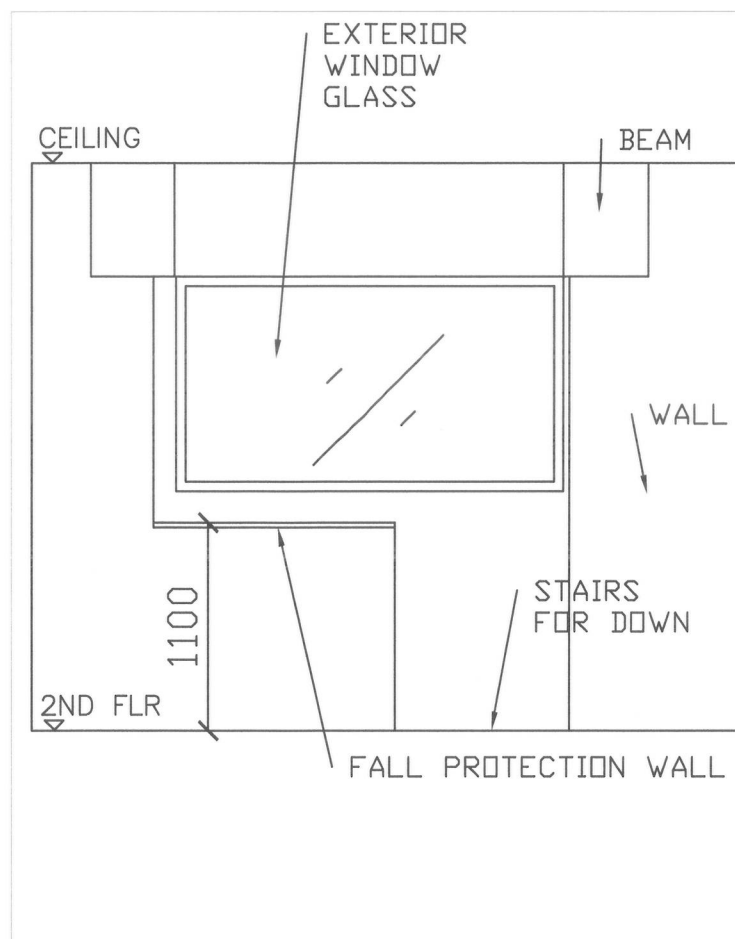 EXTERIOR
WINDOW
GLASS
CEILING
BEAM
WALL
STAIRS
FOR DOWN
1100
2ND FLR
FALL PROTECTION WALL